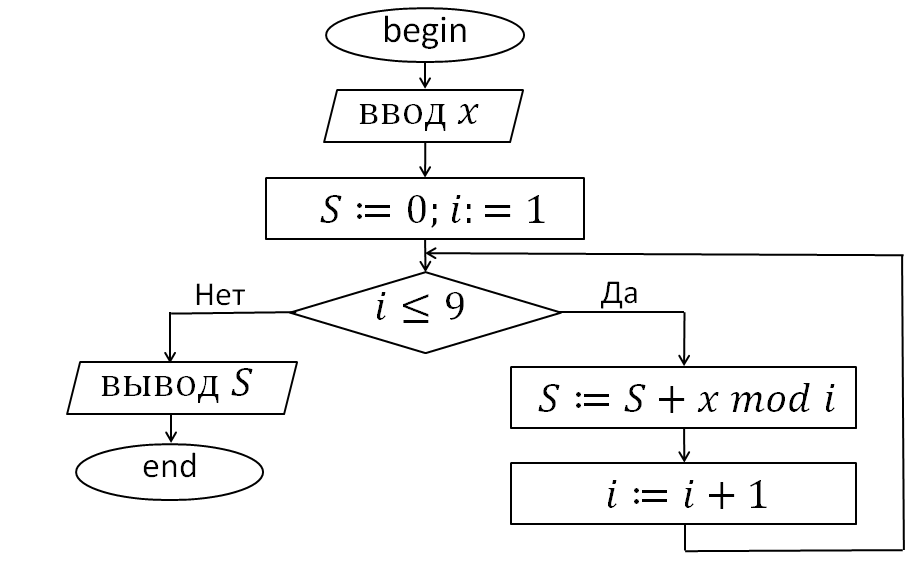 begin
ввод x
S ≔ 0; i: = 1
i ≤ 9
Нет
Да
вывод S
S ≔ S + x mod i
end
i ≔ i + 1